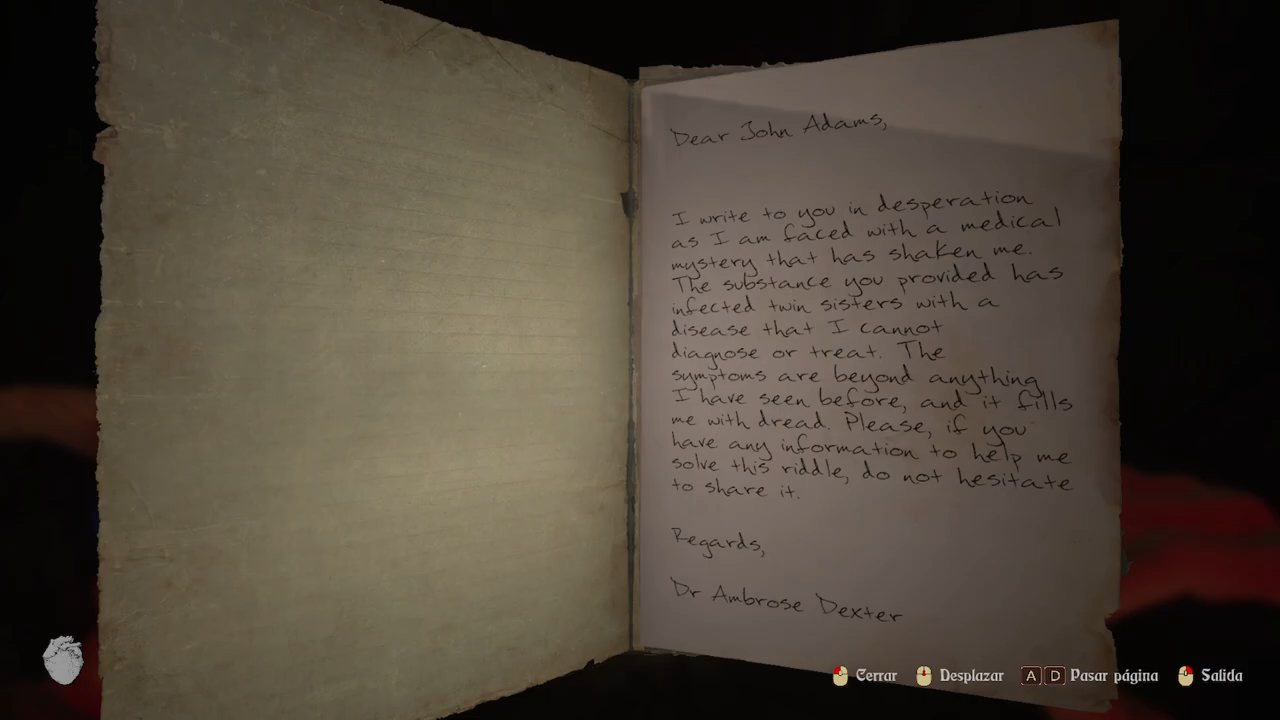 Dear John Adams,
I write to you in desperation
as I am faced with a medical
mystery that has shaken me.
The substance you provided has
infected twin sisters with a
disease that I cannot
diagnose or treat. The
symptoms are beyond anything
I have seen before, and it fills
me with dread. Please, if you
have any information to help me
solve this riddle, do not hesitate
to share it.
Regards,
Dr Ambrose Dexter
Cerrar Desplazar A D Pasar página Salida